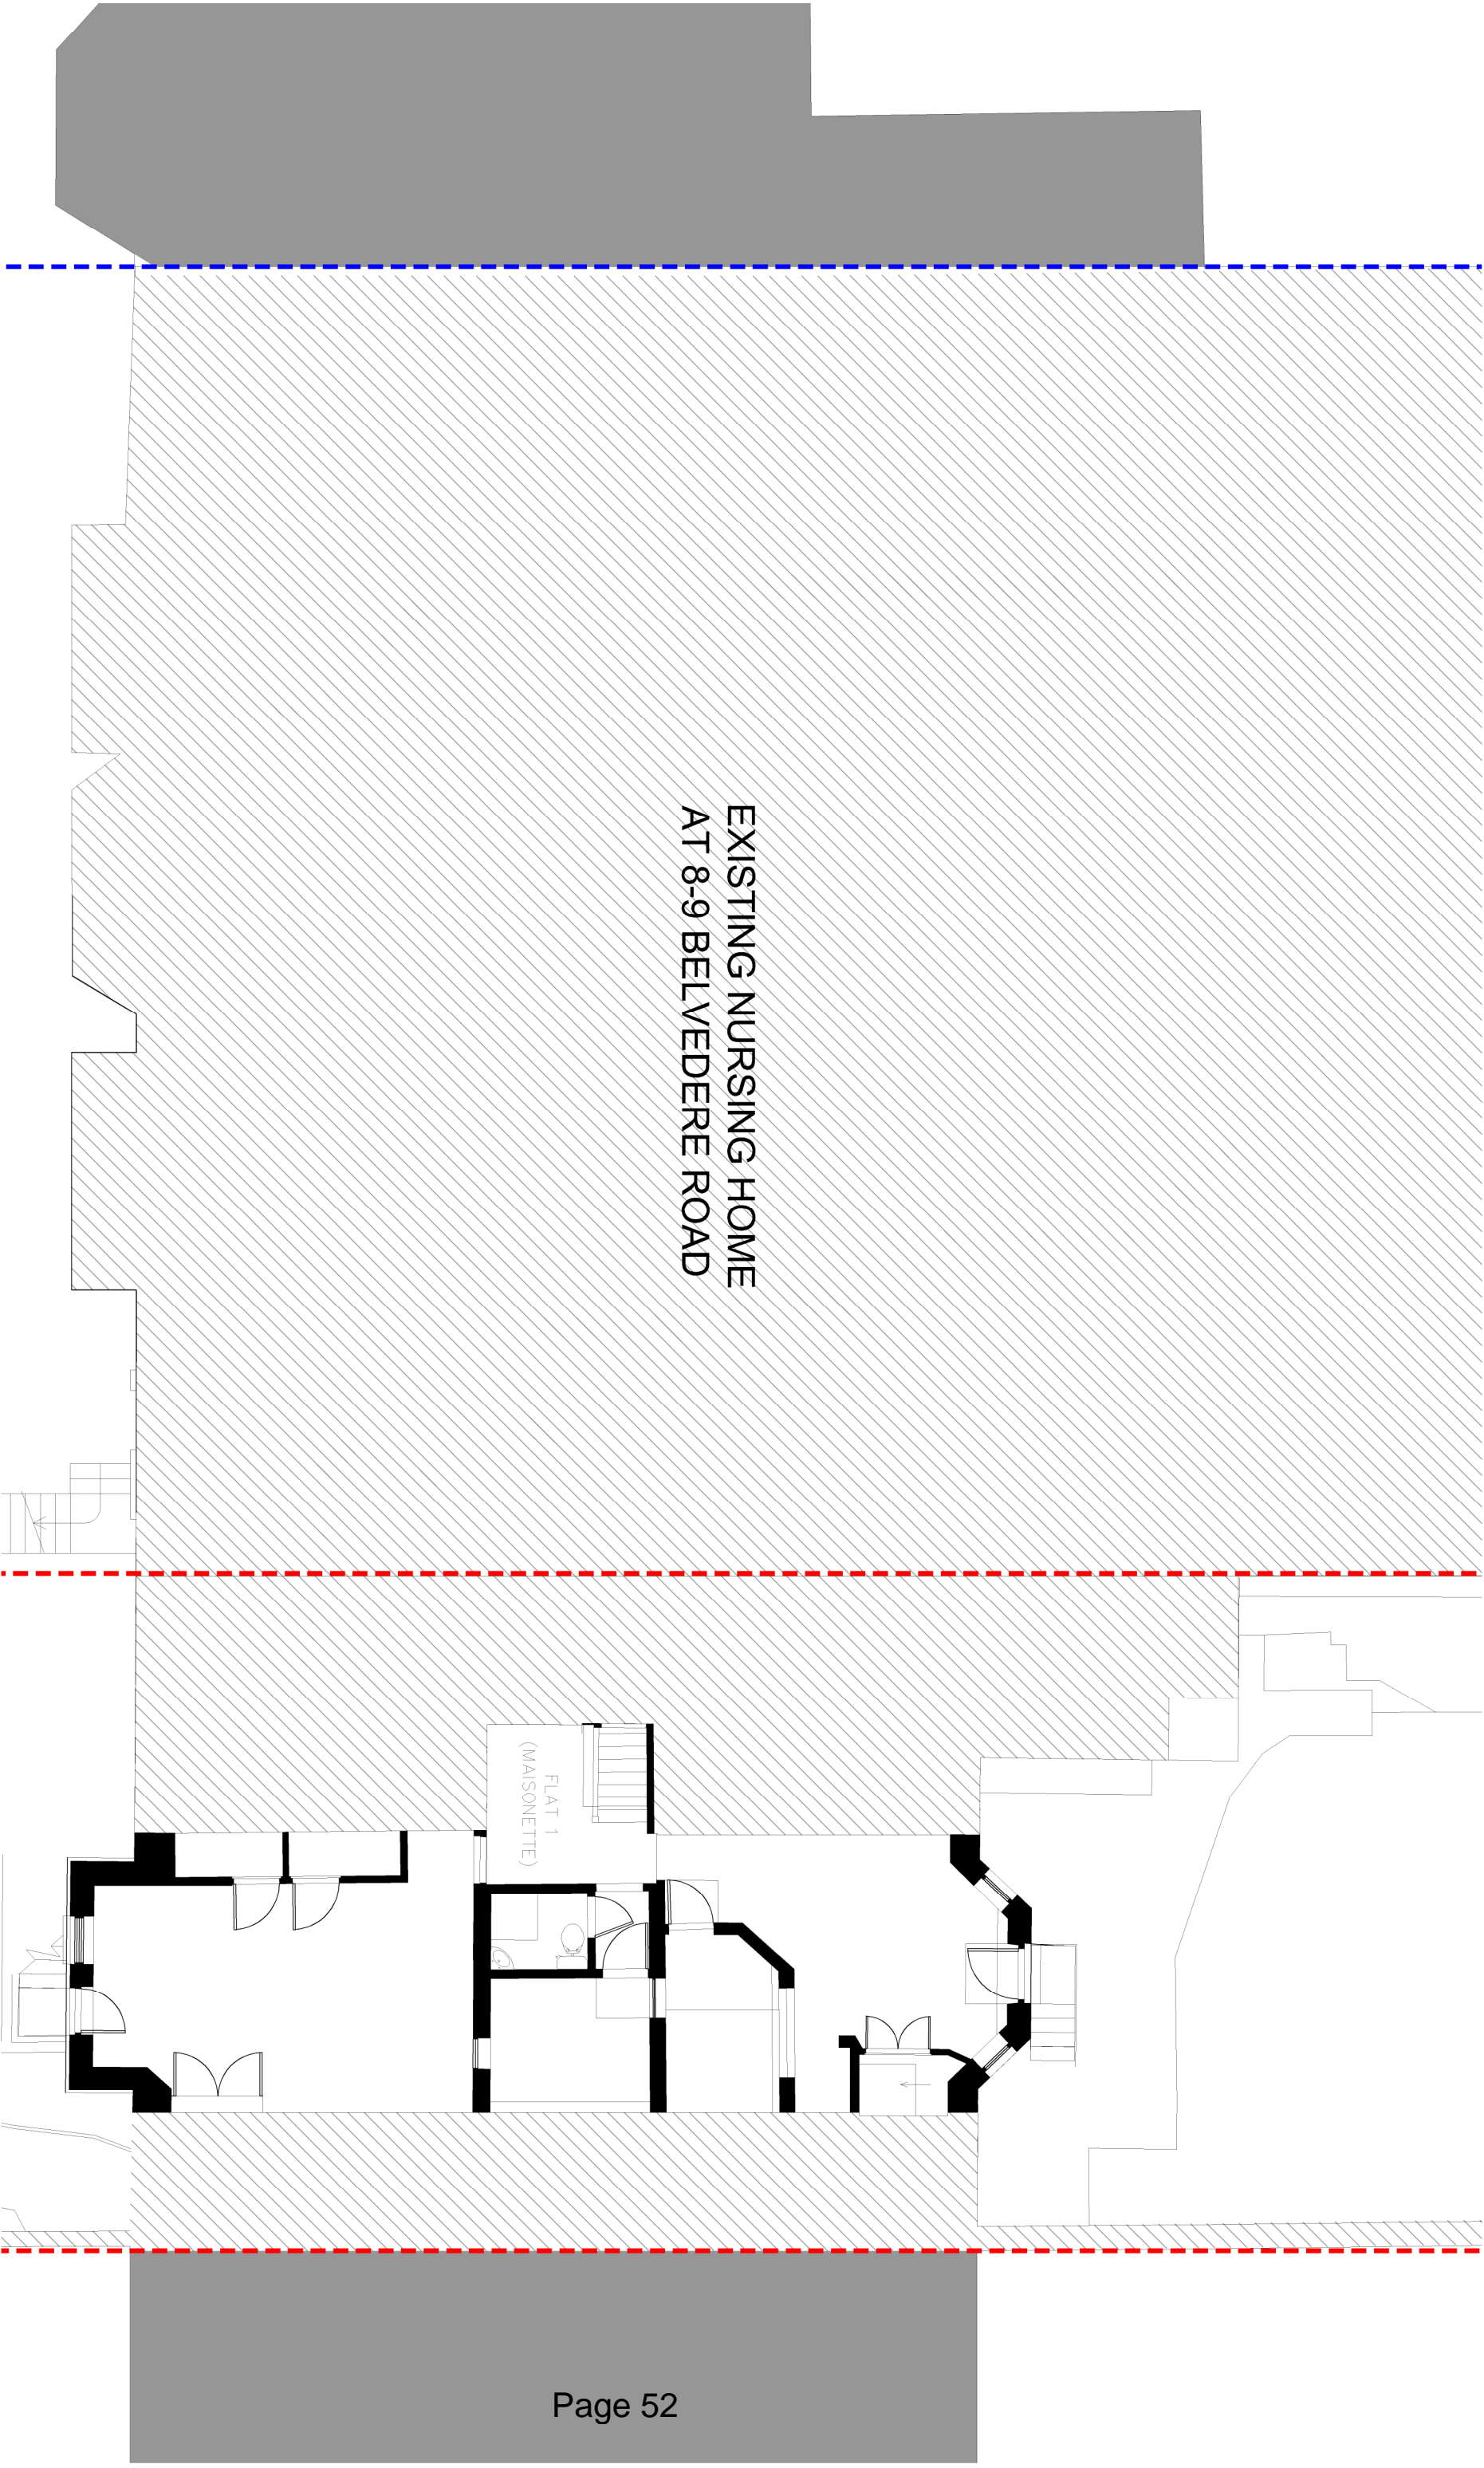 EXISTING NURSING HOME
AT 8-9 BELVEDERE ROAD
FLAT 1
(MAISONETTE)
Page 52